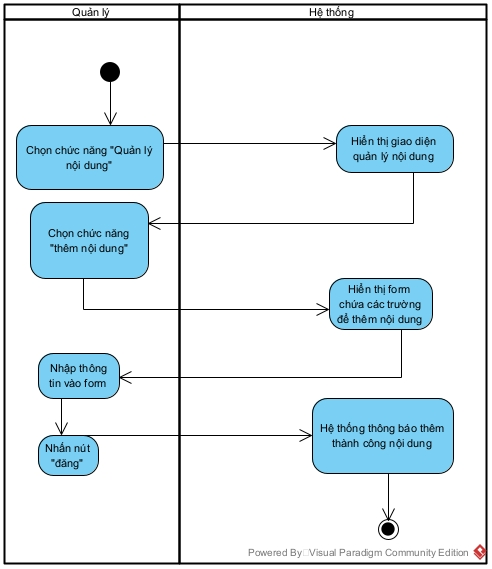 Quản lý
Hệ thống
Chọn chức năng "Quản lý
nội dung"
Hiển thị giao diện
quản lý nội dung
Chọn chức năng
"thêm nội dung"
Hiển thị form
chứa các trường
để thêm nội dung
Nhập thông
tin vào form
Nhấn nút
"đăng"
Hệ thống thông báo thêm
thành công nội dung
Powered By Visual Paradigm Community Edition